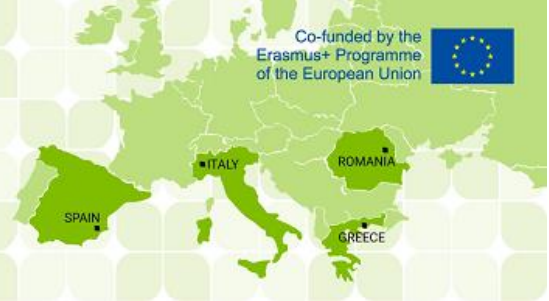 Co-funded by the
Erasmus+ Programme
of the European Union
ITALY
ROMANIA
SPAIN
GREECE